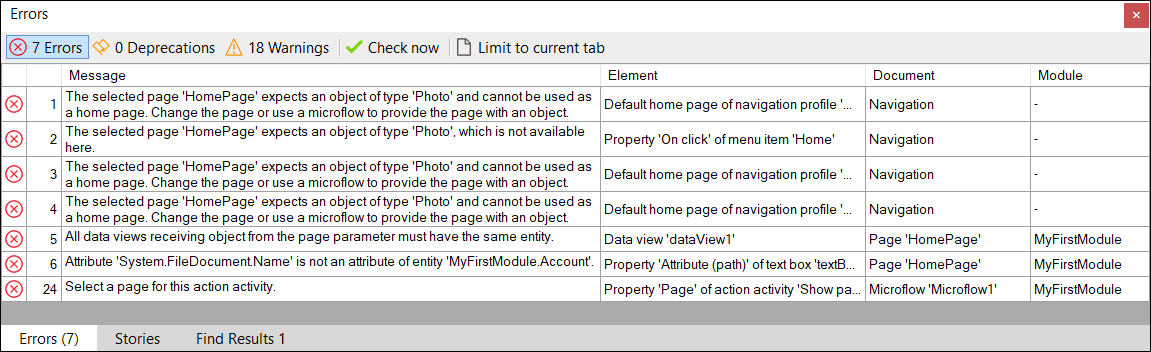 Errors
7 Errors 0 Deprecations 18 Warnings Check now Limit to current tab
Message Element Document Module
1 The selected page 'HomePage' expects an object of type 'Photo' and cannot be used as a home page. Change the page or use a microflow to provide the page with an object. Default home page of navigation profile '... Navigation -
2 The selected page 'HomePage' expects an object of type 'Photo', which is not available here. Property 'On click' of menu item 'Home' Navigation -
3 The selected page 'HomePage' expects an object of type 'Photo' and cannot be used as a home page. Change the page or use a microflow to provide the page with an object. Default home page of navigation profile '... Navigation -
4 The selected page 'HomePage' expects an object of type 'Photo' and cannot be used as a home page. Change the page or use a microflow to provide the page with an object. Default home page of navigation profile '... Navigation -
5 All data views receiving object from the page parameter must have the same entity. Data view 'dataView1' Page 'HomePage' MyFirstModule
6 Attribute 'System.FileDocument.Name' is not an attribute of entity 'MyFirstModule.Account'. Property 'Attribute (path)' of text box 'textB... Page 'HomePage' MyFirstModule
24 Select a page for this action activity. Property 'Page' of action activity 'Show pa... Microflow 'Microflow1' MyFirstModule
Errors (7) Stories Find Results 1